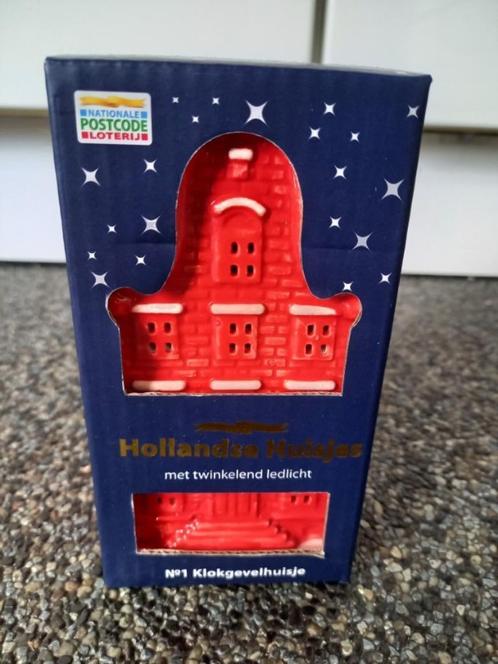 NATIONALE
POSTCODE
LOTERIJ
Hollandse Huisjes
met twinkelend ledlicht
Nº1 Klokgevelhuisje